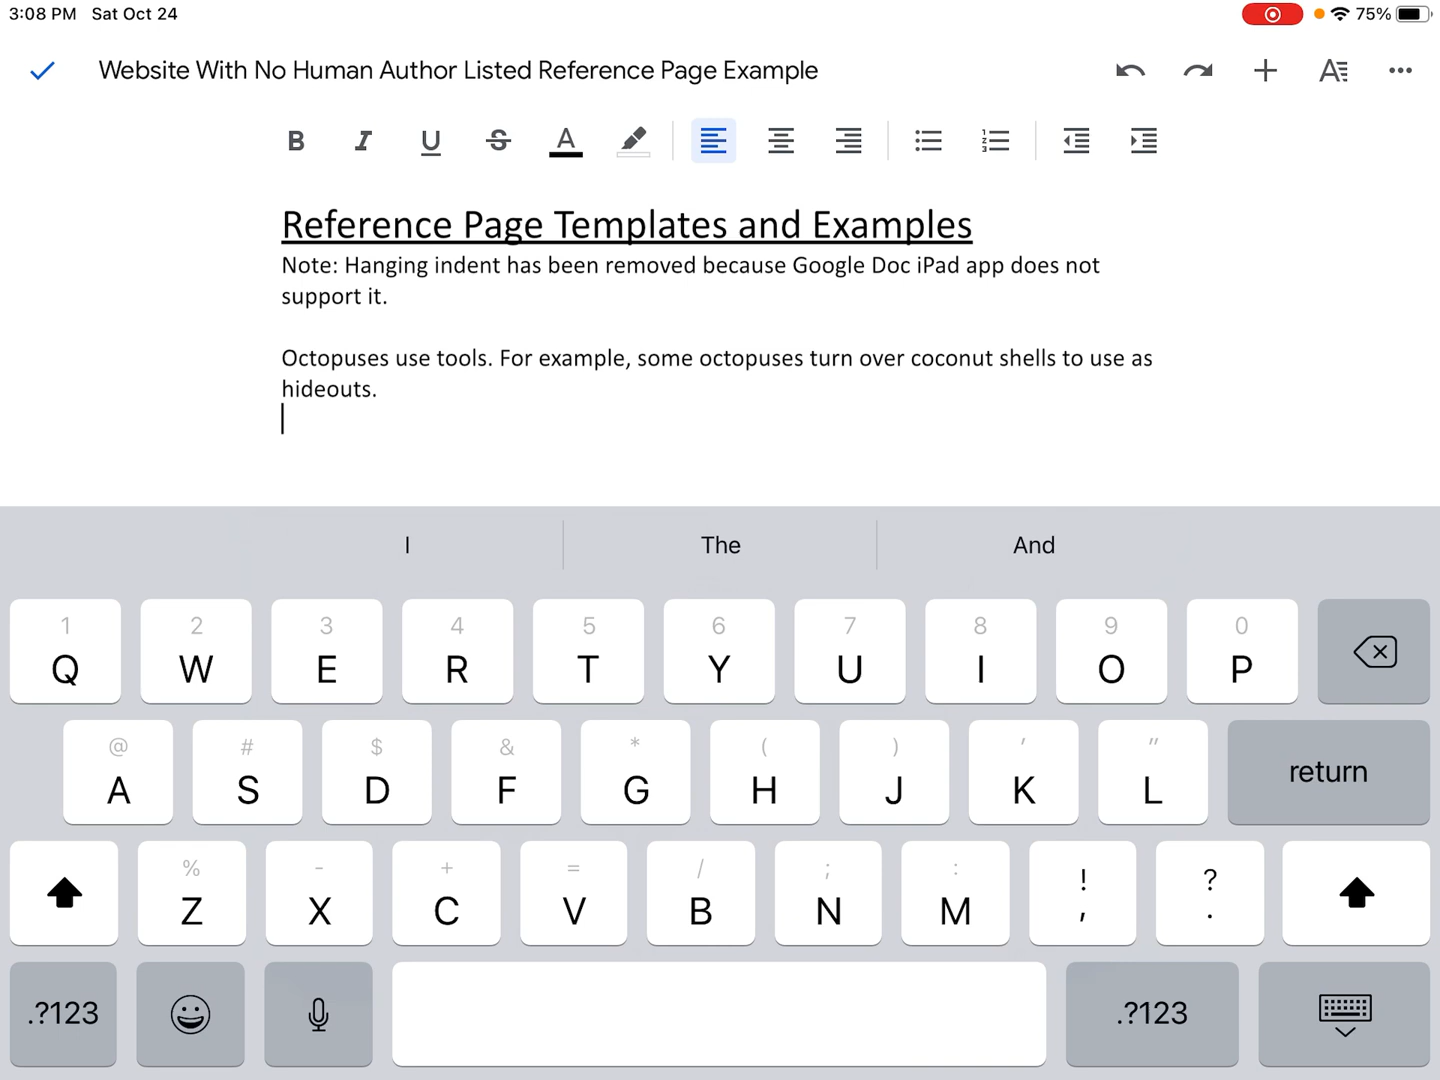 3:08 PM Sat Oct 24 75%
Website With No Human Author Listed Reference Page Example
B I U S A
Reference Page Templates and Examples
Note: Hanging indent has been removed because Google Doc iPad app does not
support it.
Octopuses use tools. For example, some octopuses turn over coconut shells to use as
hideouts.
I The And
1 2 3 4 5 6 7 8 9 0
Q W E R T Y U I O P
@ # $ & * ( ) ' "
A S D F G H J K L return
% - + = / ; : ! ?
Z X C V B N M , .
.?123 .?123